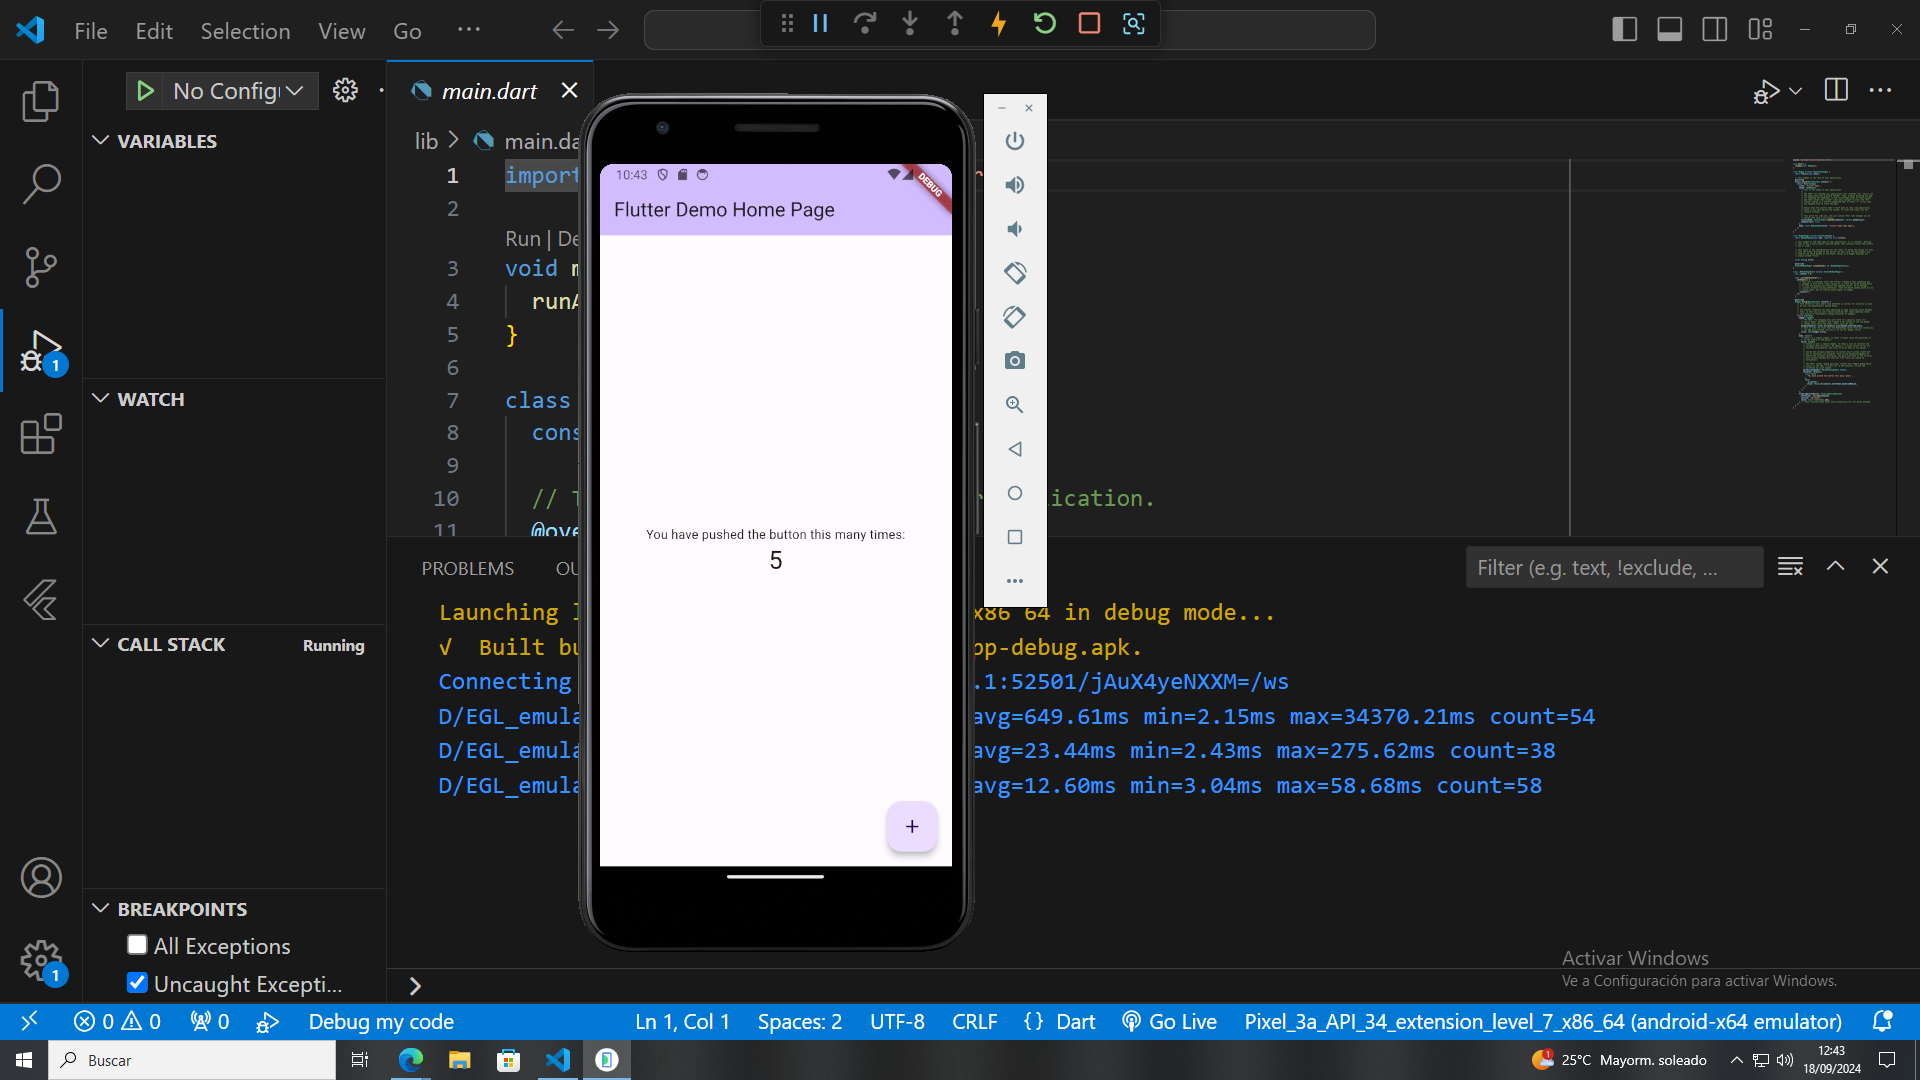 File Edit Selection View Go ...
No Config
main.dart
VARIABLES
lib > main.da
1 import
2
Run | De
3 void m
4 runA
5 }
6
7 class
8 cons
9
10 // T ication.
11 @ove
WATCH
CALL STACK Running
BREAKPOINTS
All Exceptions
Uncaught Excepti...
1
1
10:43
DEBUG
Flutter Demo Home Page
You have pushed the button this many times:
5
+
PROBLEMS OU
Filter (e.g. text, !exclude, ...
Launching l x86 64 in debug mode...
√ Built bu pp-debug.apk.
Connecting .1:52501/jAuX4yeNXXM=/ws
D/EGL_emula avg=649.61ms min=2.15ms max=34370.21ms count=54
D/EGL_emula avg=23.44ms min=2.43ms max=275.62ms count=38
D/EGL_emula avg=12.60ms min=3.04ms max=58.68ms count=58
Activar Windows
Ve a Configuración para activar Windows.
0 0 0 Debug my code Ln 1, Col 1 Spaces: 2 UTF-8 CRLF {} Dart Go Live Pixel_3a_API_34_extension_level_7_x86_64 (android-x64 emulator)
Buscar
1 25°C Mayorm. soleado
12:43
18/09/2024